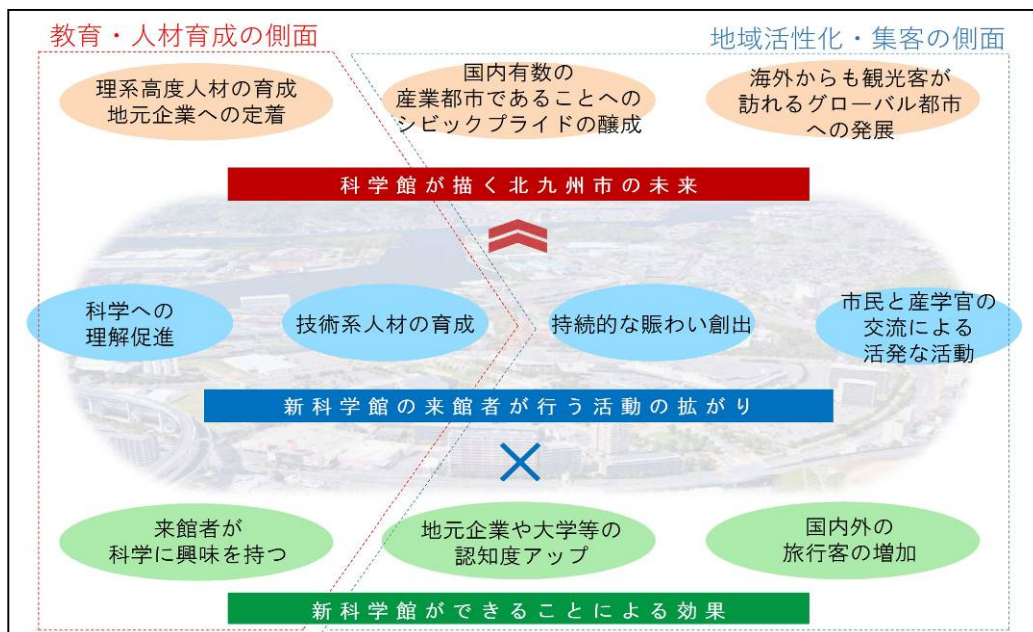 教育・人材育成の側面
地域活性化・集客の側面
理系高度人材の育成
地元企業への定着
国内有数の
産業都市であることへの
シビックプライドの醸成
海外からも観光客が
訪れるグローバル都市
への発展
科学館が描く北九州市の未来
科学への
理解促進
技術系人材の育成
持続的な賑わい創出
市民と産学官の
交流による
活発な活動
新科学館の来館者が行う活動の拡がり
×
来館者が
科学に興味を持つ
地元企業や大学等の
認知度アップ
国内外の
旅行客の増加
新科学館ができることによる効果